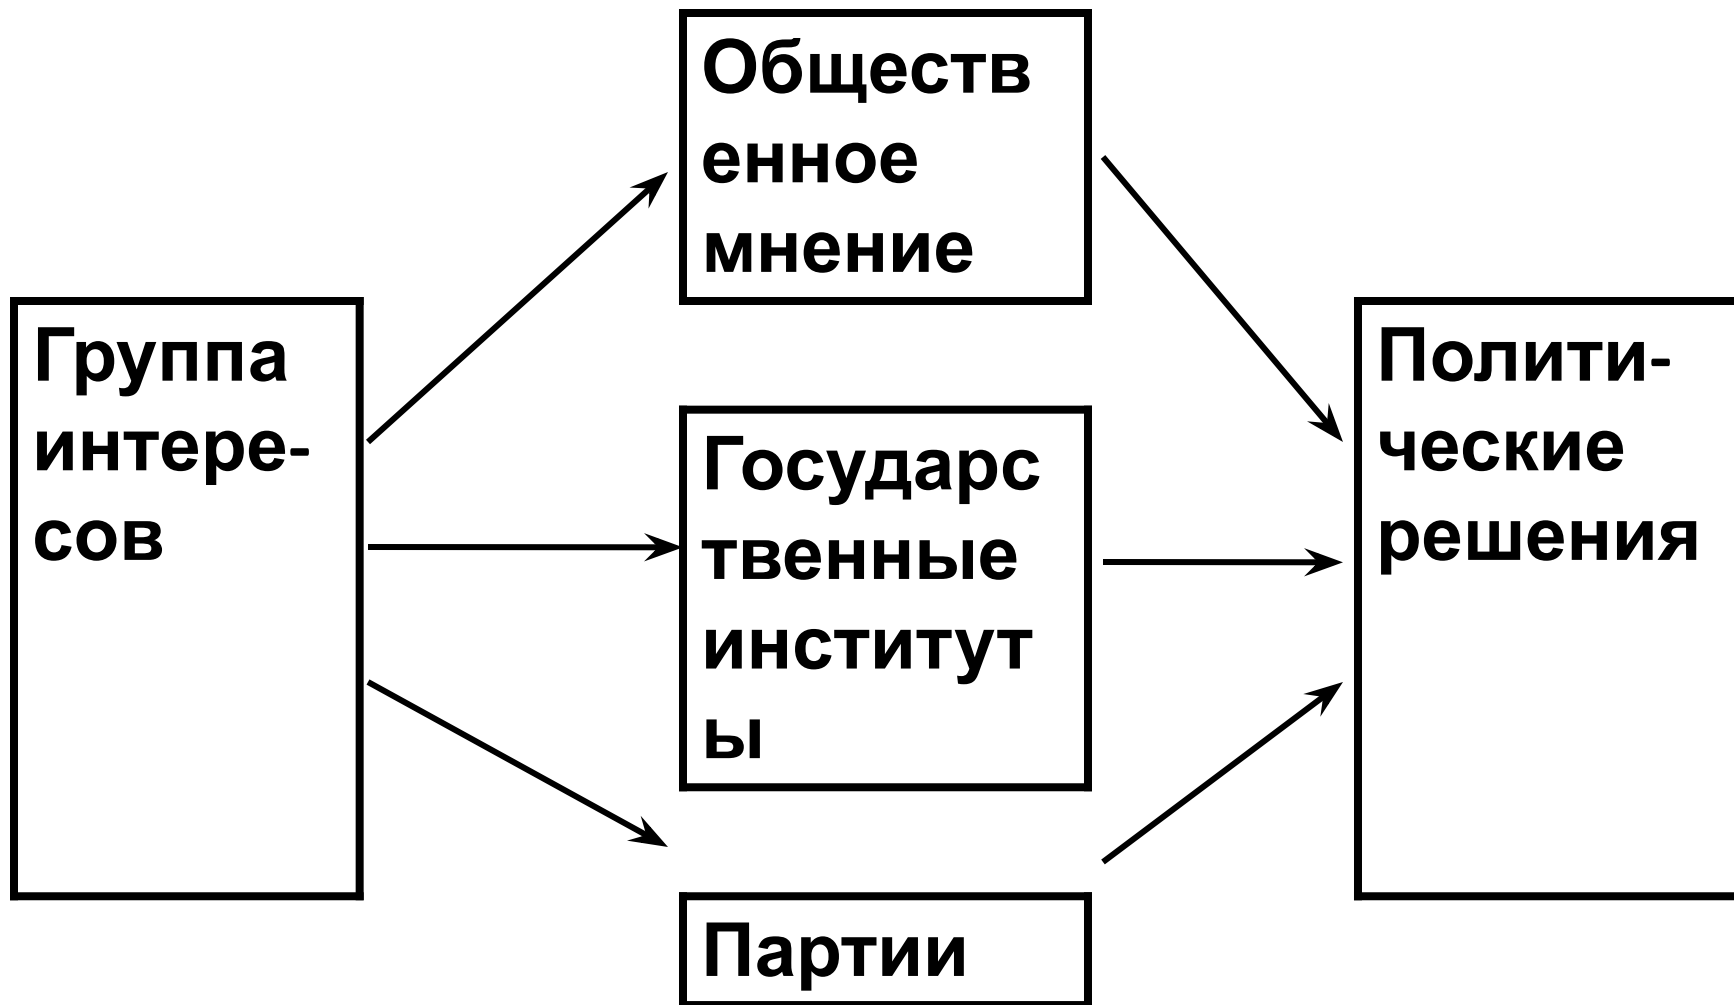 Обществ
енное
мнение
Группа
интере-
сов
Государс
твенные
институт
ы
Партии
Полити-
ческие
решения